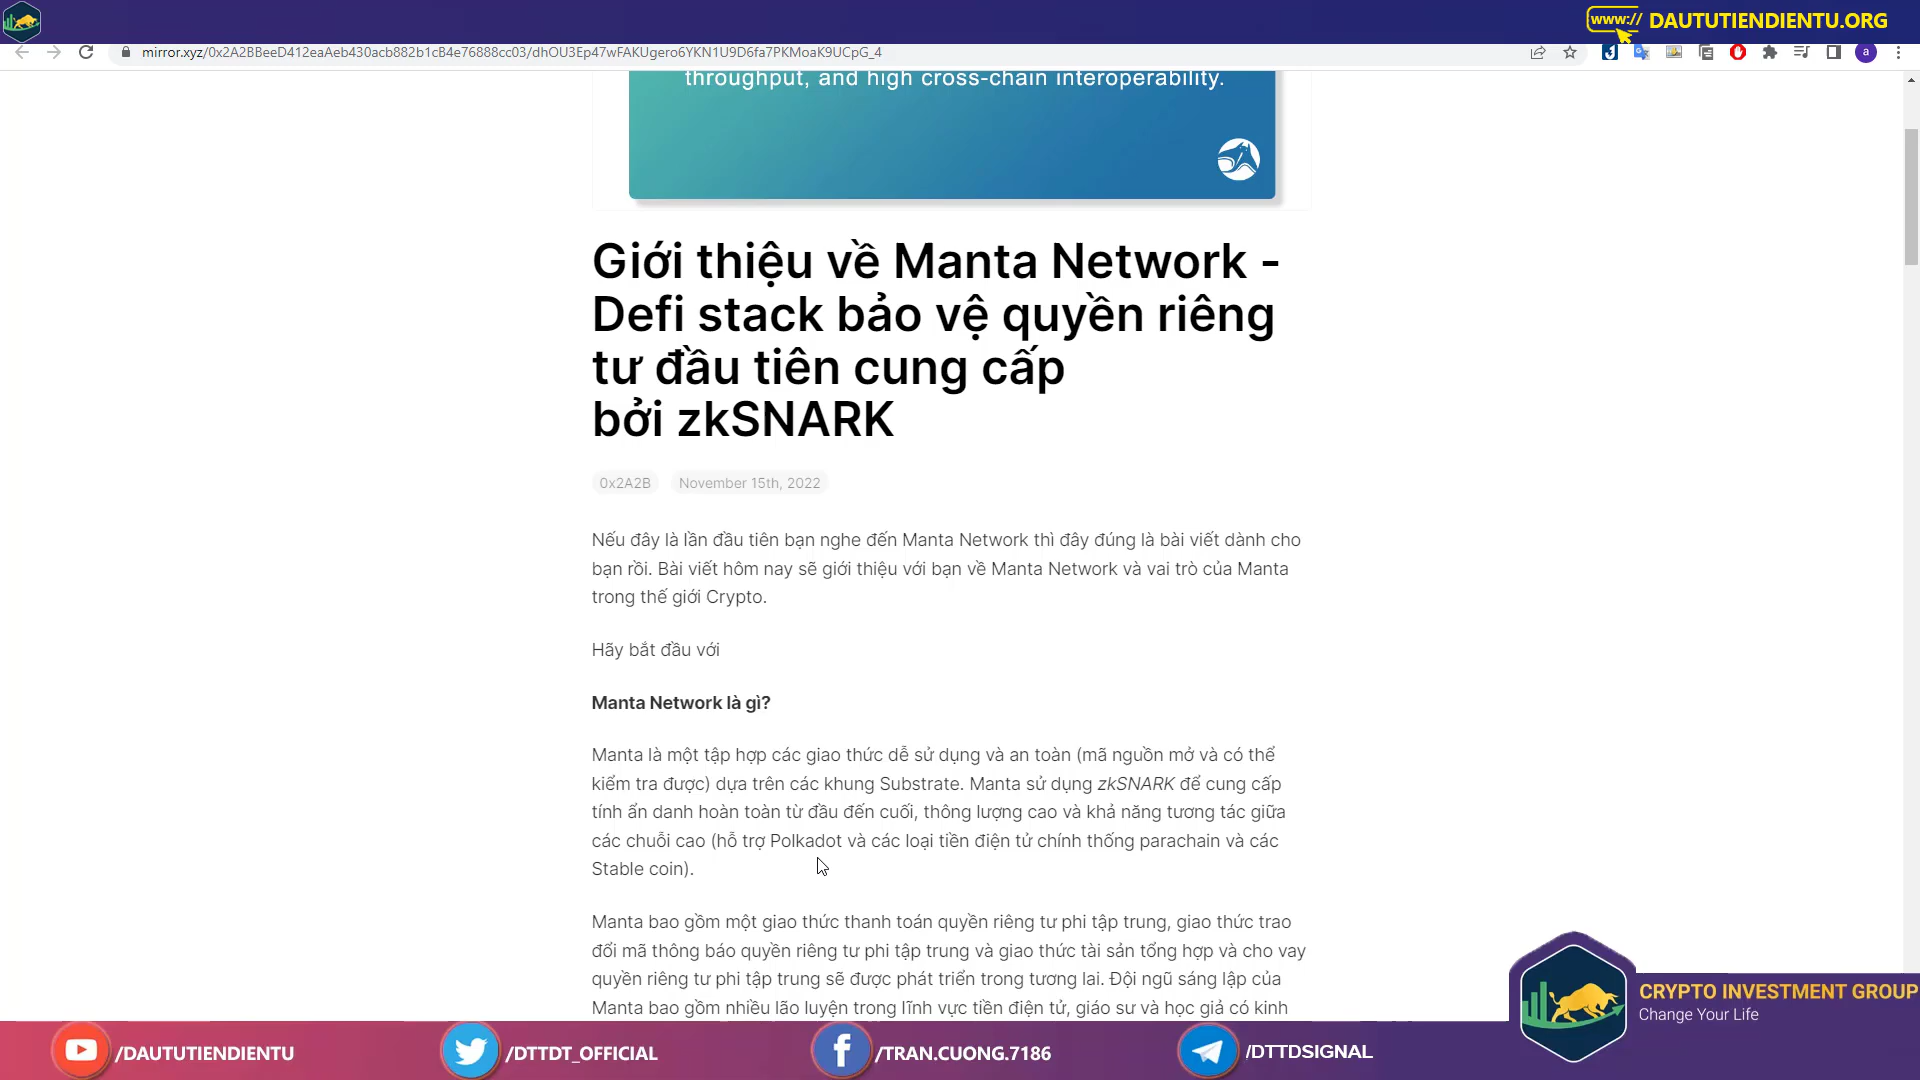 www:// DAUTUTIENDIENTU.ORG
mirror.xyz/0x2A2BBeeD412eaAeb430acb882b1cB4e76888cc03/dhOU3Ep47wFAKUgero6YKN1U9D6fa7PKMoaK9UCpG_4
a
throughput, and high cross-chain interoperability.
Giới thiệu về Manta Network -
Defi stack bảo vệ quyền riêng
tư đầu tiên cung cấp
bởi zkSNARK
0x2A2B November 15th, 2022
Nếu đây là lần đầu tiên bạn nghe đến Manta Network thì đây đúng là bài viết dành cho
bạn rồi. Bài viết hôm nay sẽ giới thiệu với bạn về Manta Network và vai trò của Manta
trong thế giới Crypto.
Hãy bắt đầu với
Manta Network là gì?
Manta là một tập hợp các giao thức dễ sử dụng và an toàn (mã nguồn mở và có thể
kiểm tra được) dựa trên các khung Substrate. Manta sử dụng zkSNARK để cung cấp
tính ẩn danh hoàn toàn từ đầu đến cuối, thông lượng cao và khả năng tương tác giữa
các chuỗi cao (hỗ trợ Polkadot và các loại tiền điện tử chính thống parachain và các
Stable coin).
Manta bao gồm một giao thức thanh toán quyền riêng tư phi tập trung, giao thức trao
đổi mã thông báo quyền riêng tư phi tập trung và giao thức tài sản tổng hợp và cho vay
quyền riêng tư phi tập trung sẽ được phát triển trong tương lai. Đội ngũ sáng lập của
Manta bao gồm nhiều lão luyện trong lĩnh vực tiền điện tử, giáo sư và học giả có kinh
CRYPTO INVESTMENT GROUP
Change Your Life
/DAUTUTIENDIENTU
/DTTDT_OFFICIAL
/TRAN.CUONG.7186
/DTTDSIGNAL